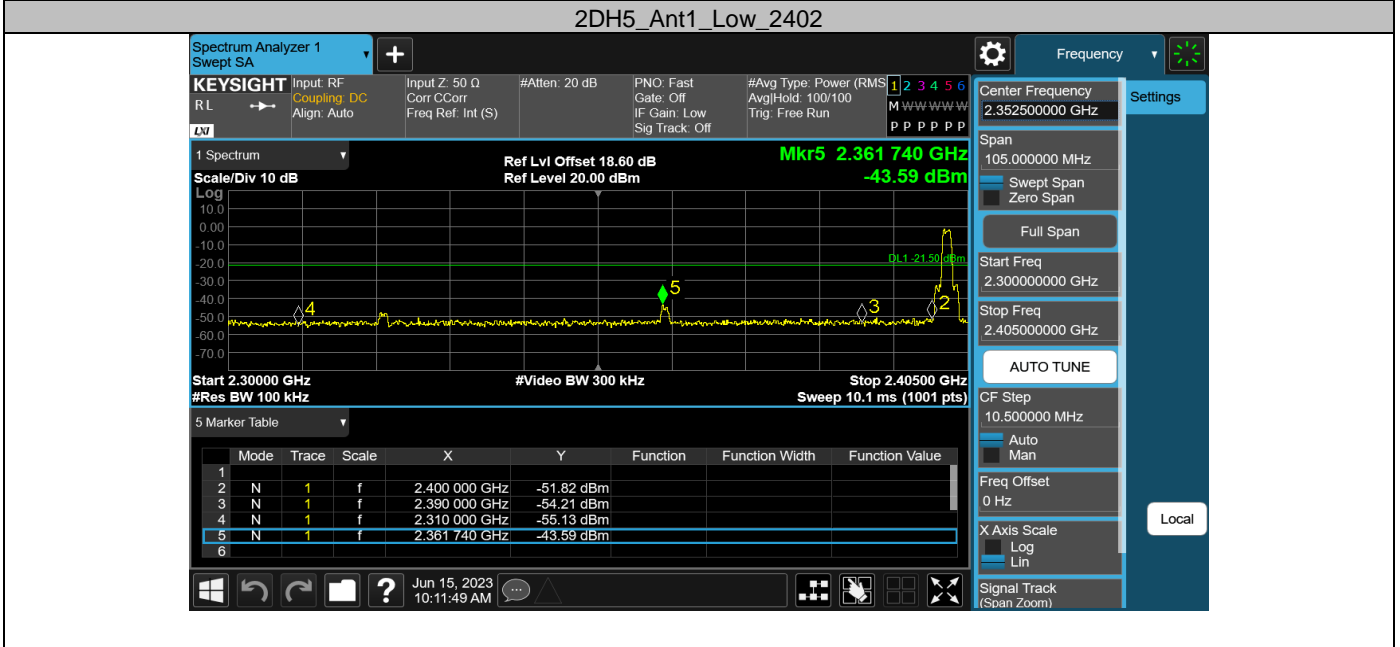 2DH5_Ant1_Low_2402
Spectrum Analyzer 1
Swept SA
+
Frequency
KEYSIGHT
R L
LXI
Input: RF
Coupling: DC
Align: Auto
Input Z: 50 Ω
Corr CCorr
Freq Ref: Int (S)
#Atten: 20 dB
PNO: Fast
Gate: Off
IF Gain: Low
Sig Track: Off
#Avg Type: Power (RMS
Avg|Hold: 100/100
Trig: Free Run
1 2 3 4 5 6
M W W W W W
P P P P P P
1 Spectrum
Scale/Div 10 dB
Ref Lvl Offset 18.60 dB
Ref Level 20.00 dBm
Mkr5 2.361 740 GHz
-43.59 dBm
Log
10.0
0.00
-10.0
-20.0
-30.0
-40.0
-50.0
-60.0
-70.0
DL1 -21.50 dBm
4
5
3
2
Start 2.30000 GHz
#Video BW 300 kHz
Stop 2.40500 GHz
#Res BW 100 kHz
Sweep 10.1 ms (1001 pts)
5 Marker Table
Mode Trace Scale X Y Function Function Width Function Value
1
2 N 1 f 2.400 000 GHz -51.82 dBm
3 N 1 f 2.390 000 GHz -54.21 dBm
4 N 1 f 2.310 000 GHz -55.13 dBm
5 N 1 f 2.361 740 GHz -43.59 dBm
6
?
Jun 15, 2023
10:11:49 AM
Center Frequency
2.352500000 GHz
Settings
Span
105.000000 MHz
Swept Span
Zero Span
Full Span
Start Freq
2.300000000 GHz
Stop Freq
2.405000000 GHz
AUTO TUNE
CF Step
10.500000 MHz
Auto
Man
Freq Offset
0 Hz
X Axis Scale
Log
Lin
Local
Signal Track
(Span Zoom)